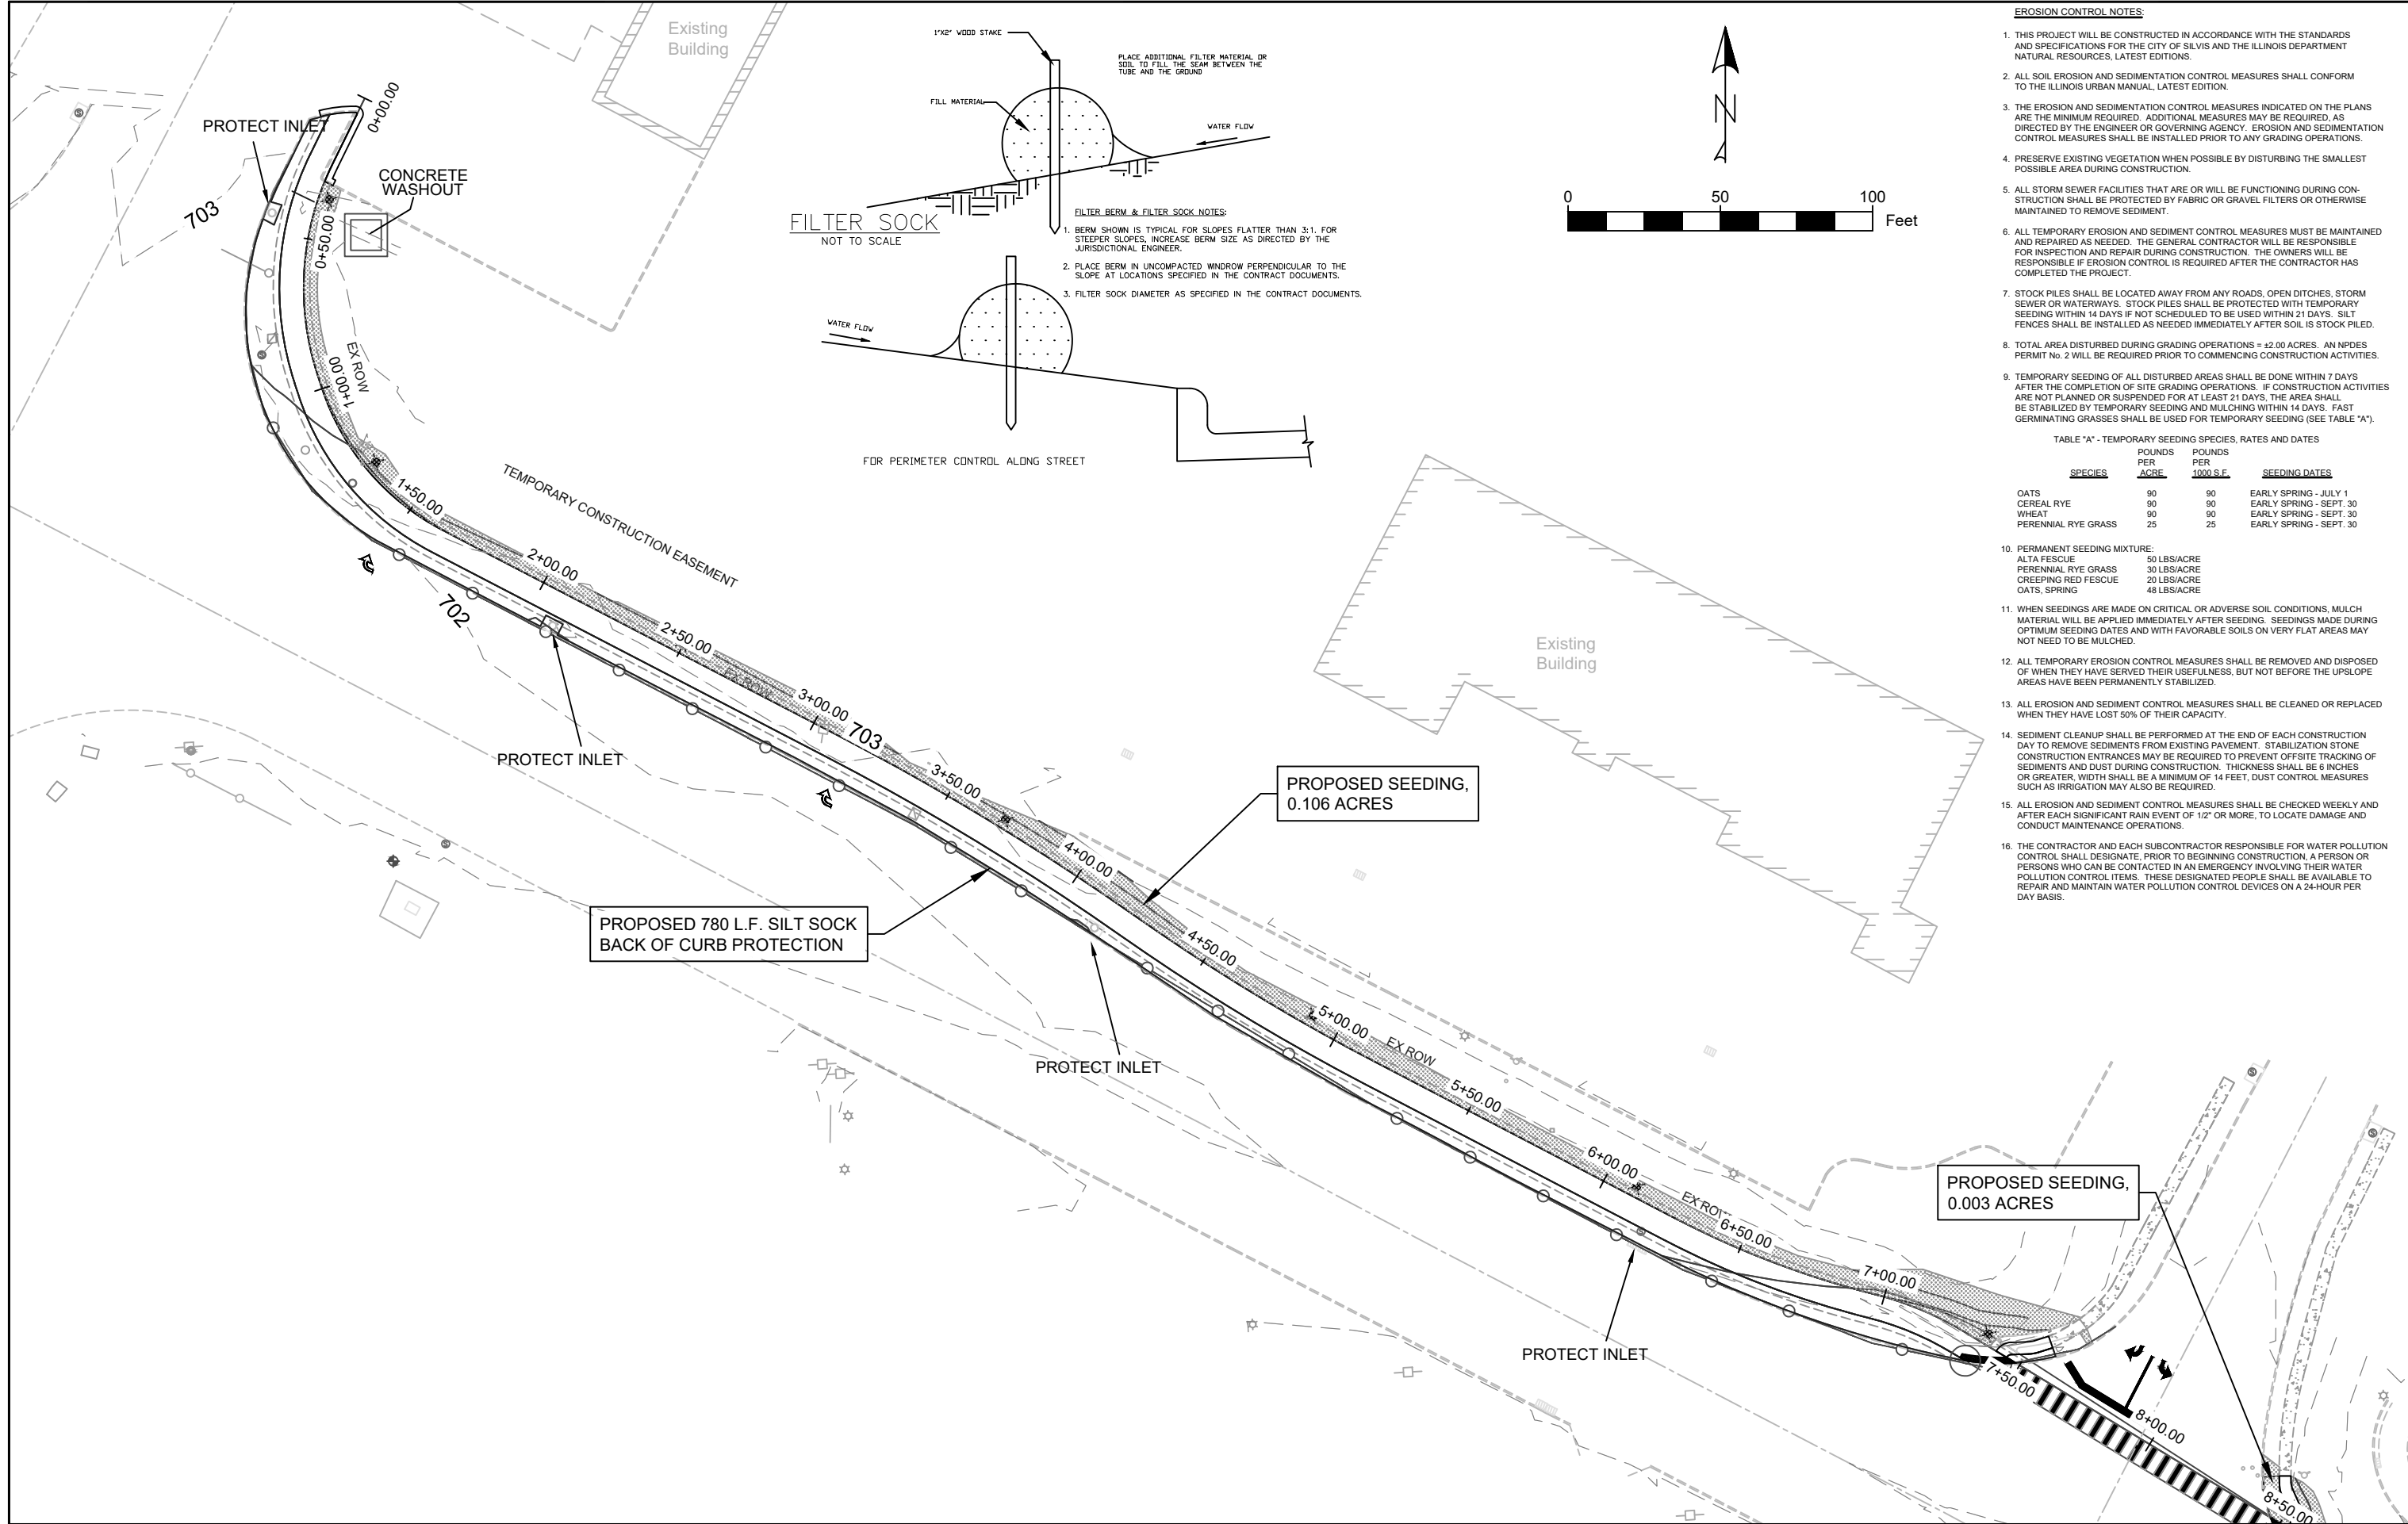 Existing
Building
1"X2" WOOD STAKE
PLACE ADDITIONAL FILTER MATERIAL OR
SOIL TO FILL THE SEAM BETWEEN THE
TUBE AND THE GROUND
FILL MATERIAL
WATER FLOW
FILTER SOCK
NOT TO SCALE
FILTER BERM & FILTER SOCK NOTES:
1. BERM SHOWN IS TYPICAL FOR SLOPES FLATTER THAN 3:1. FOR
STEEPER SLOPES, INCREASE BERM SIZE AS DIRECTED BY THE
JURISDICTIONAL ENGINEER.
2. PLACE BERM IN UNCOMPACTED WINDROW PERPENDICULAR TO THE
SLOPE AT LOCATIONS SPECIFIED IN THE CONTRACT DOCUMENTS.
3. FILTER SOCK DIAMETER AS SPECIFIED IN THE CONTRACT DOCUMENTS.
WATER FLOW
FOR PERIMETER CONTROL ALONG STREET
N
0 50 100
Feet
PROTECT INLET
0+00.00
CONCRETE
WASHOUT
703
0+50.00
EX ROW
1+00.00
1+50.00
TEMPORARY CONSTRUCTION EASEMENT
2+00.00
702
2+50.00
EX ROW
3+00.00
703
PROTECT INLET
3+50.00
PROPOSED SEEDING,
0.106 ACRES
4+00.00
PROPOSED 780 L.F. SILT SOCK
BACK OF CURB PROTECTION
4+50.00
Existing
Building
5+00.00
EX ROW
PROTECT INLET
5+50.00
6+00.00
EX ROW
6+50.00
PROPOSED SEEDING,
0.003 ACRES
7+00.00
PROTECT INLET
7+50.00
8+00.00
8+50.00
EROSION CONTROL NOTES:
1. THIS PROJECT WILL BE CONSTRUCTED IN ACCORDANCE WITH THE STANDARDS
AND SPECIFICATIONS FOR THE CITY OF SILVIS AND THE ILLINOIS DEPARTMENT
NATURAL RESOURCES, LATEST EDITIONS.
2. ALL SOIL EROSION AND SEDIMENTATION CONTROL MEASURES SHALL CONFORM
TO THE ILLINOIS URBAN MANUAL, LATEST EDITION.
3. THE EROSION AND SEDIMENTATION CONTROL MEASURES INDICATED ON THE PLANS
ARE THE MINIMUM REQUIRED. ADDITIONAL MEASURES MAY BE REQUIRED, AS
DIRECTED BY THE ENGINEER OR GOVERNING AGENCY. EROSION AND SEDIMENTATION
CONTROL MEASURES SHALL BE INSTALLED PRIOR TO ANY GRADING OPERATIONS.
4. PRESERVE EXISTING VEGETATION WHEN POSSIBLE BY DISTURBING THE SMALLEST
POSSIBLE AREA DURING CONSTRUCTION.
5. ALL STORM SEWER FACILITIES THAT ARE OR WILL BE FUNCTIONING DURING CON-
STRUCTION SHALL BE PROTECTED BY FABRIC OR GRAVEL FILTERS OR OTHERWISE
MAINTAINED TO REMOVE SEDIMENT.
6. ALL TEMPORARY EROSION AND SEDIMENT CONTROL MEASURES MUST BE MAINTAINED
AND REPAIRED AS NEEDED. THE GENERAL CONTRACTOR WILL BE RESPONSIBLE
FOR INSPECTION AND REPAIR DURING CONSTRUCTION. THE OWNERS WILL BE
RESPONSIBLE IF EROSION CONTROL IS REQUIRED AFTER THE CONTRACTOR HAS
COMPLETED THE PROJECT.
7. STOCK PILES SHALL BE LOCATED AWAY FROM ANY ROADS, OPEN DITCHES, STORM
SEWER OR WATERWAYS. STOCK PILES SHALL BE PROTECTED WITH TEMPORARY
SEEDING WITHIN 14 DAYS IF NOT SCHEDULED TO BE USED WITHIN 21 DAYS. SILT
FENCES SHALL BE INSTALLED AS NEEDED IMMEDIATELY AFTER SOIL IS STOCK PILED.
8. TOTAL AREA DISTURBED DURING GRADING OPERATIONS = ±2.00 ACRES. AN NPDES
PERMIT No. 2 WILL BE REQUIRED PRIOR TO COMMENCING CONSTRUCTION ACTIVITIES.
9. TEMPORARY SEEDING OF ALL DISTURBED AREAS SHALL BE DONE WITHIN 7 DAYS
AFTER THE COMPLETION OF SITE GRADING OPERATIONS. IF CONSTRUCTION ACTIVITIES
ARE NOT PLANNED OR SUSPENDED FOR AT LEAST 21 DAYS, THE AREA SHALL
BE STABILIZED BY TEMPORARY SEEDING AND MULCHING WITHIN 14 DAYS. FAST
GERMINATING GRASSES SHALL BE USED FOR TEMPORARY SEEDING (SEE TABLE "A").
TABLE "A" - TEMPORARY SEEDING SPECIES, RATES AND DATES
POUNDS POUNDS
PER PER
SPECIES ACRE 1000 S.F. SEEDING DATES
OATS 90 90 EARLY SPRING - JULY 1
CEREAL RYE 90 90 EARLY SPRING - SEPT. 30
WHEAT 90 90 EARLY SPRING - SEPT. 30
PERENNIAL RYE GRASS 25 25 EARLY SPRING - SEPT. 30
10. PERMANENT SEEDING MIXTURE:
ALTA FESCUE 50 LBS/ACRE
PERENNIAL RYE GRASS 30 LBS/ACRE
CREEPING RED FESCUE 20 LBS/ACRE
OATS, SPRING 48 LBS/ACRE
11. WHEN SEEDINGS ARE MADE ON CRITICAL OR ADVERSE SOIL CONDITIONS, MULCH
MATERIAL WILL BE APPLIED IMMEDIATELY AFTER SEEDING. SEEDINGS MADE DURING
OPTIMUM SEEDING DATES AND WITH FAVORABLE SOILS ON VERY FLAT AREAS MAY
NOT NEED TO BE MULCHED.
12. ALL TEMPORARY EROSION CONTROL MEASURES SHALL BE REMOVED AND DISPOSED
OF WHEN THEY HAVE SERVED THEIR USEFULNESS, BUT NOT BEFORE THE UPSLOPE
AREAS HAVE BEEN PERMANENTLY STABILIZED.
13. ALL EROSION AND SEDIMENT CONTROL MEASURES SHALL BE CLEANED OR REPLACED
WHEN THEY HAVE LOST 50% OF THEIR CAPACITY.
14. SEDIMENT CLEANUP SHALL BE PERFORMED AT THE END OF EACH CONSTRUCTION
DAY TO REMOVE SEDIMENTS FROM EXISTING PAVEMENT. STABILIZATION STONE
CONSTRUCTION ENTRANCES MAY BE REQUIRED TO PREVENT OFFSITE TRACKING OF
SEDIMENTS AND DUST DURING CONSTRUCTION. THICKNESS SHALL BE 6 INCHES
OR GREATER, WIDTH SHALL BE A MINIMUM OF 14 FEET, DUST CONTROL MEASURES
SUCH AS IRRIGATION MAY ALSO BE REQUIRED.
15. ALL EROSION AND SEDIMENT CONTROL MEASURES SHALL BE CHECKED WEEKLY AND
AFTER EACH SIGNIFICANT RAIN EVENT OF 1/2" OR MORE, TO LOCATE DAMAGE AND
CONDUCT MAINTENANCE OPERATIONS.
16. THE CONTRACTOR AND EACH SUBCONTRACTOR RESPONSIBLE FOR WATER POLLUTION
CONTROL SHALL DESIGNATE, PRIOR TO BEGINNING CONSTRUCTION, A PERSON OR
PERSONS WHO CAN BE CONTACTED IN AN EMERGENCY INVOLVING THEIR WATER
POLLUTION CONTROL ITEMS. THESE DESIGNATED PEOPLE SHALL BE AVAILABLE TO
REPAIR AND MAINTAIN WATER POLLUTION CONTROL DEVICES ON A 24-HOUR PER
DAY BASIS.